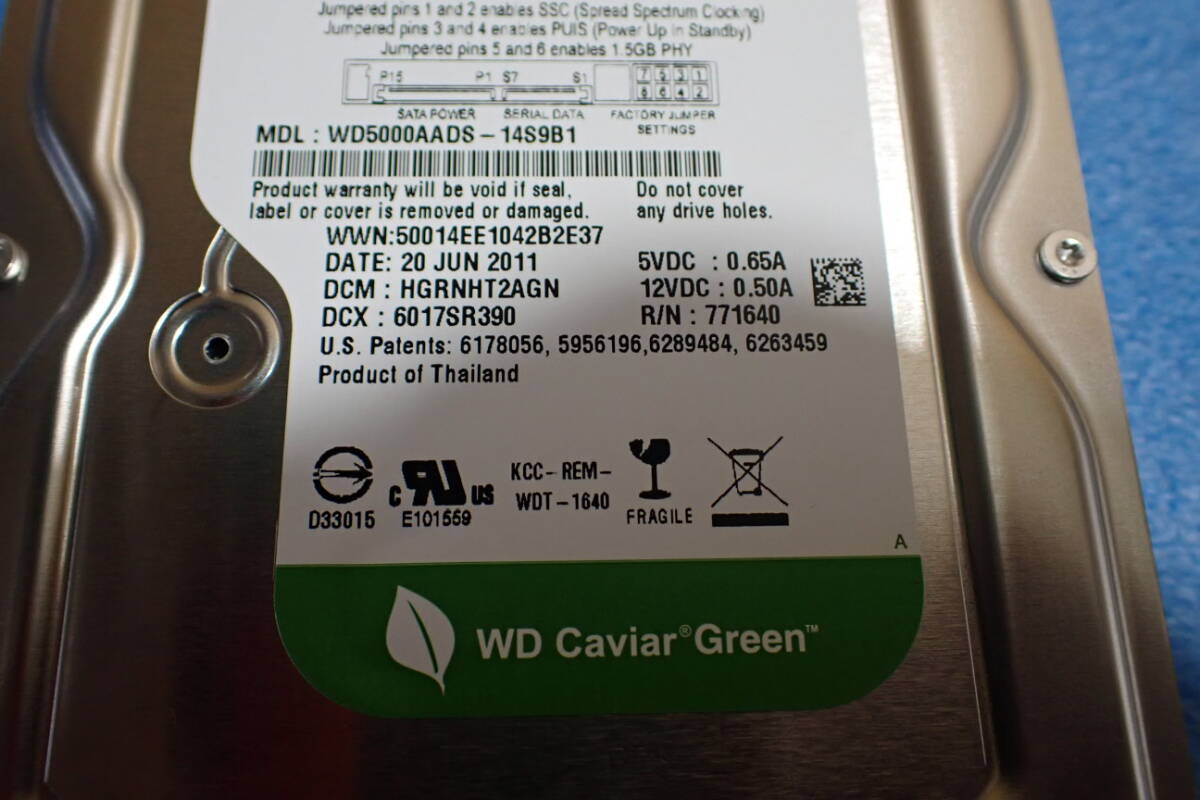 Jumpered pins 1 and 2 enables SSC (Spread Spectrum Clocking)
Jumpered pins 3 and 4 enables PUIS (Power Up in Standby)
Jumpered pins 5 and 6 enables 1.5GB PHY
P15 P1 S7 S1 7 5 3 1
8 6 4 2
SATA POWER SERIAL DATA FACTORY JUMPER SETTINGS
MDL : WD5000AADS-14S9B1
Product warranty will be void if seal,
label or cover is removed or damaged.
Do not cover
any drive holes.
WWN:50014EE1042B2E37
DATE: 20 JUN 2011 5VDC : 0.65A
DCM : HGRNHT2AGN 12VDC : 0.50A
DCX : 6017SR390 R/N : 771640
U.S. Patents: 6178056, 5956196,6289484, 6263459
Product of Thailand
D33015
c RU US
E101559
KCC-REM-
WDT-1640
FRAGILE
A
WD Caviar® Green™